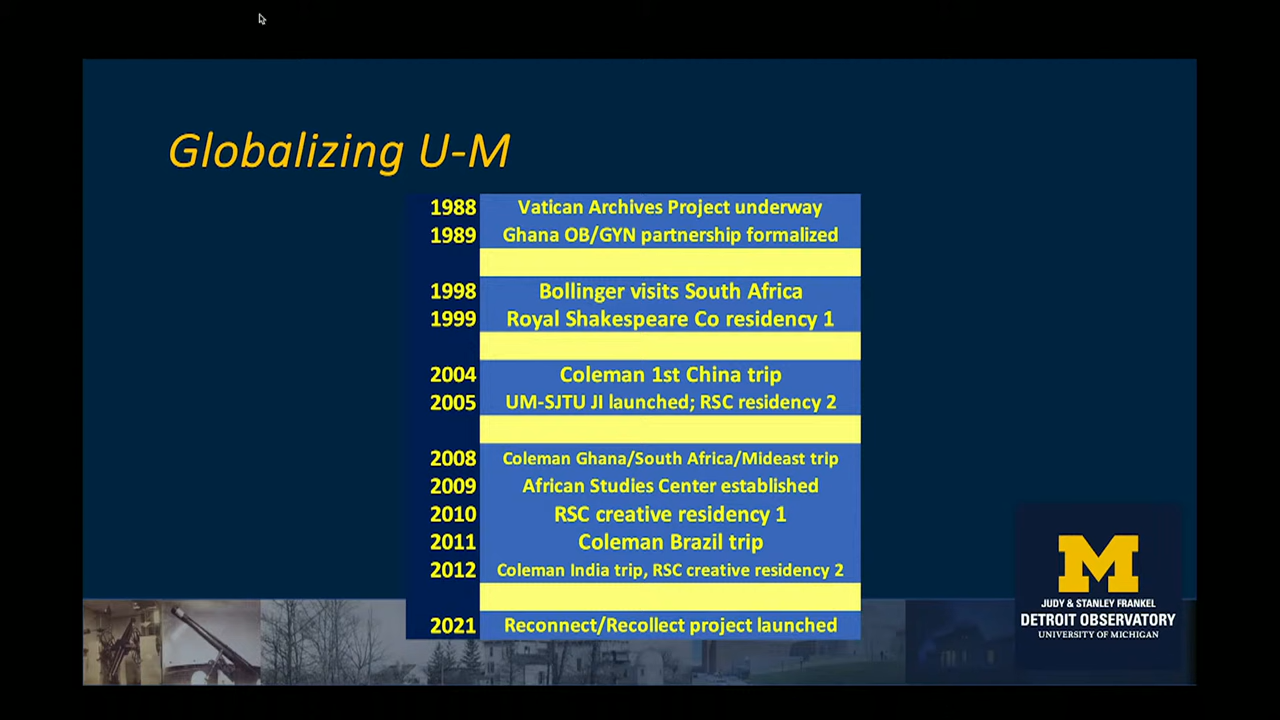 Globalizing U-M
1988 Vatican Archives Project underway
1989 Ghana OB/GYN partnership formalized
1998 Bollinger visits South Africa
1999 Royal Shakespeare Co residency 1
2004 Coleman 1st China trip
2005 UM-SJTU JI launched; RSC residency 2
2008 Coleman Ghana/South Africa/Mideast trip
2009 African Studies Center established
2010 RSC creative residency 1
2011 Coleman Brazil trip
2012 Coleman India trip, RSC creative residency 2
2021 Reconnect/Recollect project launched
M
JUDY & STANLEY FRANKEL
DETROIT OBSERVATORY
UNIVERSITY OF MICHIGAN